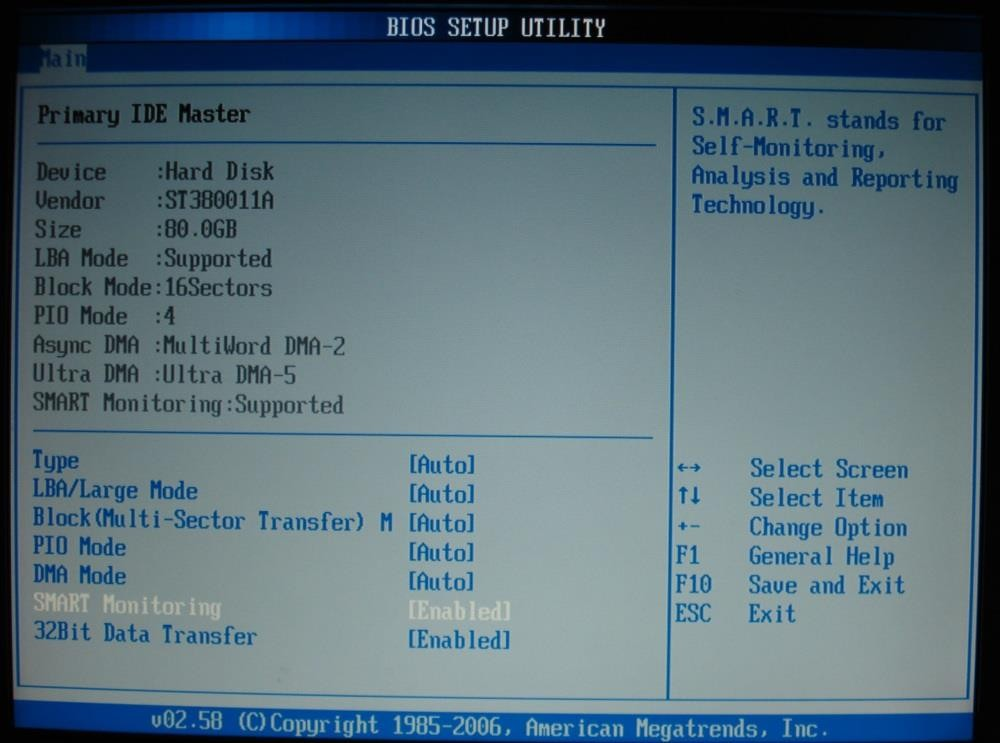 BIOS SETUP UTILITY
Main
Primary IDE Master
Device :Hard Disk
Vendor :ST380011A
Size :80.0GB
LBA Mode :Supported
Block Mode:16Sectors
PIO Mode :4
Async DMA :MultiWord DMA-2
Ultra DMA :Ultra DMA-5
SMART Monitoring:Supported
Type [Auto]
LBA/Large Mode [Auto]
Block(Multi-Sector Transfer) M [Auto]
PIO Mode [Auto]
DMA Mode [Auto]
SMART Monitoring [Enabled]
32Bit Data Transfer [Enabled]
S.M.A.R.T. stands for
Self-Monitoring,
Analysis and Reporting
Technology.
↔ Select Screen
↑↓ Select Item
+- Change Option
F1 General Help
F10 Save and Exit
ESC Exit
v02.58 (C)Copyright 1985-2006, American Megatrends, Inc.